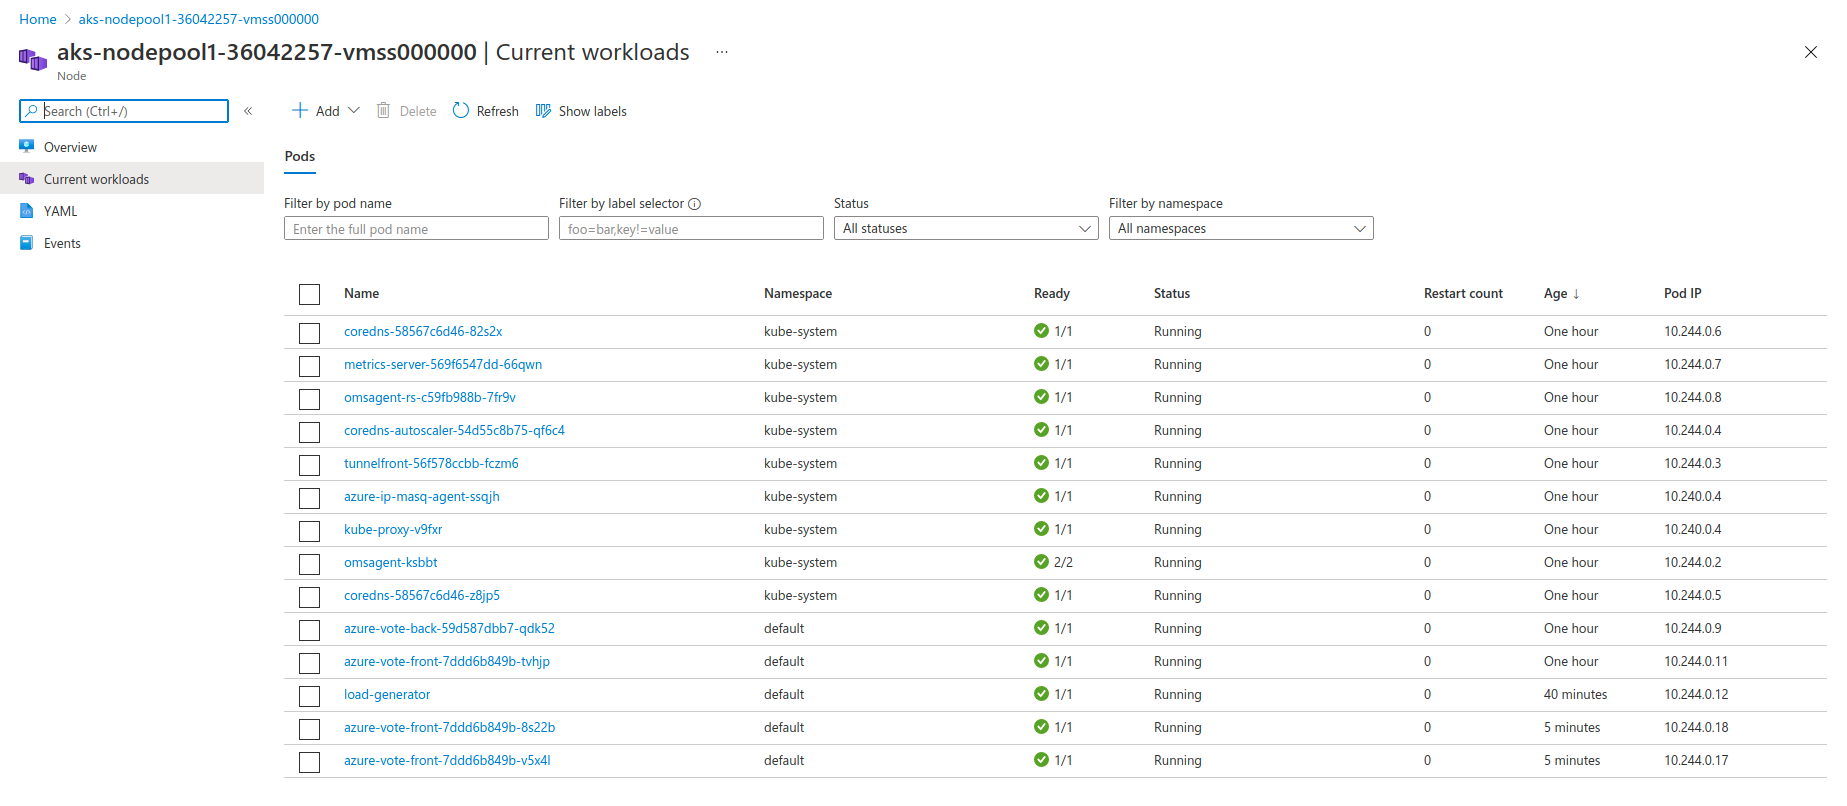 Home > aks-nodepool1-36042257-vmss000000
aks-nodepool1-36042257-vmss000000 | Current workloads ...
Node
Search (Ctrl+/) «
Add Delete Refresh Show labels
Overview
Current workloads
YAML
Events
Pods
Filter by pod name Filter by label selector Status Filter by namespace
Enter the full pod name foo=bar,key!=value All statuses All namespaces
Name Namespace Ready Status Restart count Age ↓ Pod IP
coredns-58567c6d46-82s2x kube-system 1/1 Running 0 One hour 10.244.0.6
metrics-server-569f6547dd-66qwn kube-system 1/1 Running 0 One hour 10.244.0.7
omsagent-rs-c59fb988b-7fr9v kube-system 1/1 Running 0 One hour 10.244.0.8
coredns-autoscaler-54d55c8b75-qf6c4 kube-system 1/1 Running 0 One hour 10.244.0.4
tunnelfront-56f578ccbb-fczm6 kube-system 1/1 Running 0 One hour 10.244.0.3
azure-ip-masq-agent-ssqjh kube-system 1/1 Running 0 One hour 10.240.0.4
kube-proxy-v9fxr kube-system 1/1 Running 0 One hour 10.240.0.4
omsagent-ksbbt kube-system 2/2 Running 0 One hour 10.244.0.2
coredns-58567c6d46-z8jp5 kube-system 1/1 Running 0 One hour 10.244.0.5
azure-vote-back-59d587dbb7-qdk52 default 1/1 Running 0 One hour 10.244.0.9
azure-vote-front-7ddd6b849b-tvhjp default 1/1 Running 0 One hour 10.244.0.11
load-generator default 1/1 Running 0 40 minutes 10.244.0.12
azure-vote-front-7ddd6b849b-8s22b default 1/1 Running 0 5 minutes 10.244.0.18
azure-vote-front-7ddd6b849b-v5x4l default 1/1 Running 0 5 minutes 10.244.0.17